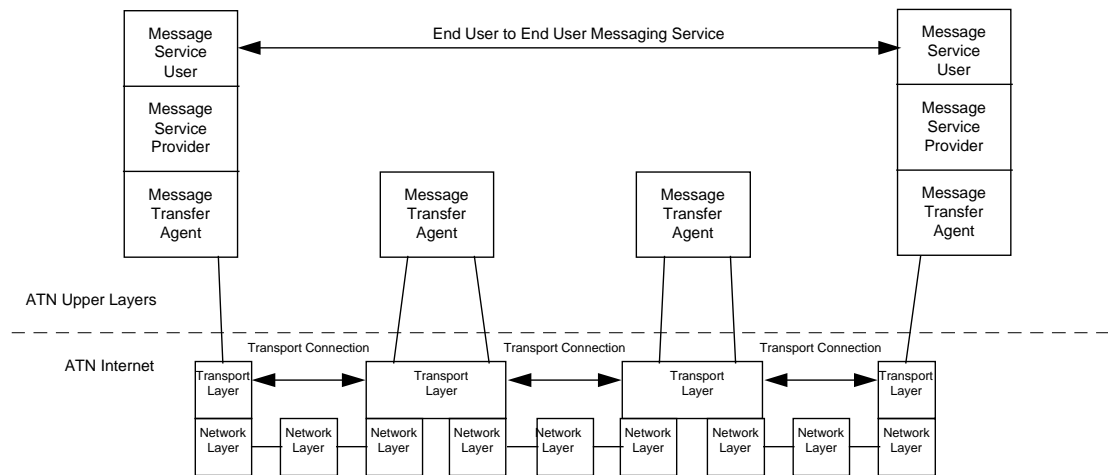 Message
Service
User
End User to End User Messaging Service
Message
Service
User
Message
Service
Provider
Message
Service
Provider
Message
Transfer
Agent
Message
Transfer
Agent
Message
Transfer
Agent
Message
Transfer
Agent
ATN Upper Layers
ATN Internet
Transport Connection
Transport Connection
Transport Connection
Transport
Layer
Transport
Layer
Transport
Layer
Transport
Layer
Network
Layer
Network
Layer
Network
Layer
Network
Layer
Network
Layer
Network
Layer
Network
Layer
Network
Layer
Network
Layer